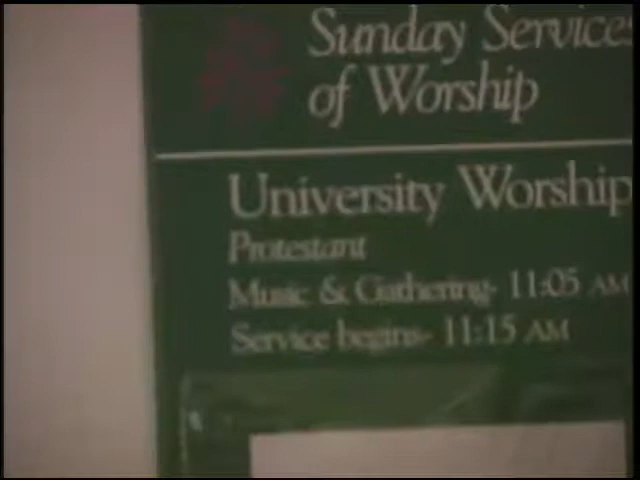 Sunday Services
of Worship
University Worship
Protestant
Music & Gathering- 11:05 AM
Service begins- 11:15 AM